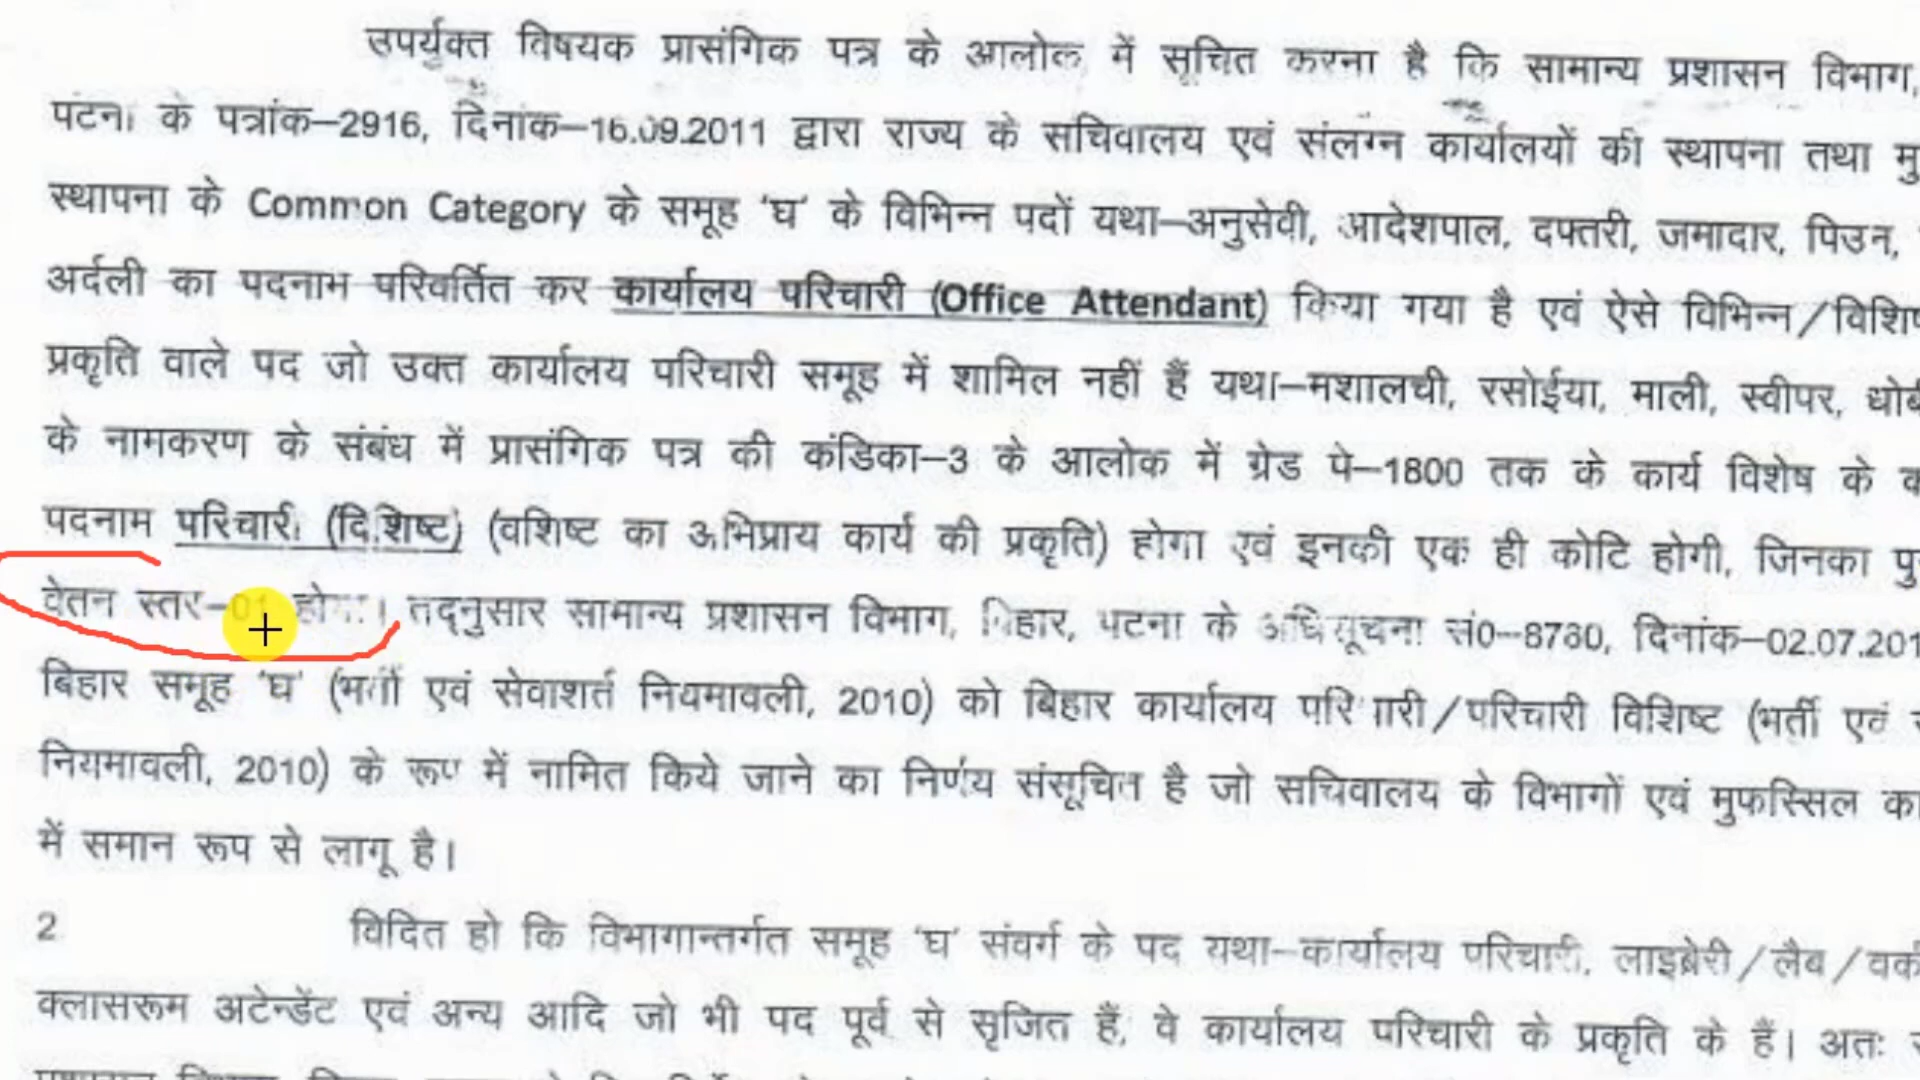 उपर्युक्त विषयक प्रासंगिक पत्र के आलोक में सूचित करना है कि सामान्य प्रशासन विभाग,
पटना के पत्रांक–2916, दिनांक–16.09.2011 द्वारा राज्य के सचिवालय एवं संलग्न कार्यालयों की स्थापना तथा
स्थापना के Common Category के समूह 'घ' के विभिन्न पदों यथा–अनुसेवी, आदेशपाल, दफ्तरी, जमादार, पिउन,
अर्दली का पदनाम परिवर्तित कर कार्यालय परिचारी (Office Attendant) किया गया है एवं ऐसे विभिन्न/
प्रकृति वाले पद जो उक्त कार्यालय परिचारी समूह में शामिल नहीं हैं यथा–मशालची, रसोईया, माली, स्वीपर,
के नामकरण के संबंध में प्रासंगिक पत्र की कंडिका–3 के आलोक में ग्रेड पे–1800 तक के कार्य विशेष के
पदनाम परिचारी (विशिष्ट) (वशिष्ट का अभिप्राय कार्य की प्रकृति) होगा एवं इनकी एक ही कोटि होगी, जिनका
वेतन स्तर–01 होगा। तद्नुसार सामान्य प्रशासन विभाग, बिहार, पटना के अधिसूचना सं0–8780, दिनांक–02.07.201
बिहार समूह 'घ' (भर्ती एवं सेवाशर्त नियमावली, 2010) को बिहार कार्यालय परिचारी/परिचारी विशिष्ट (भर्ती एवं
नियमावली, 2010) के रूप में नामित किये जाने का निर्णय संसूचित है जो सचिवालय के विभागों एवं मुफस्सिल
में समान रूप से लागू है।
2 विदित हो कि विभागान्तर्गत समूह 'घ' संवर्ग के पद यथा–कार्यालय परिचारी, लाइब्रेरी/लैब/
क्लासरूम अटेन्डेंट एवं अन्य आदि जो भी पद पूर्व से सृजित हैं, वे कार्यालय परिचारी के प्रकृति के हैं। अतः